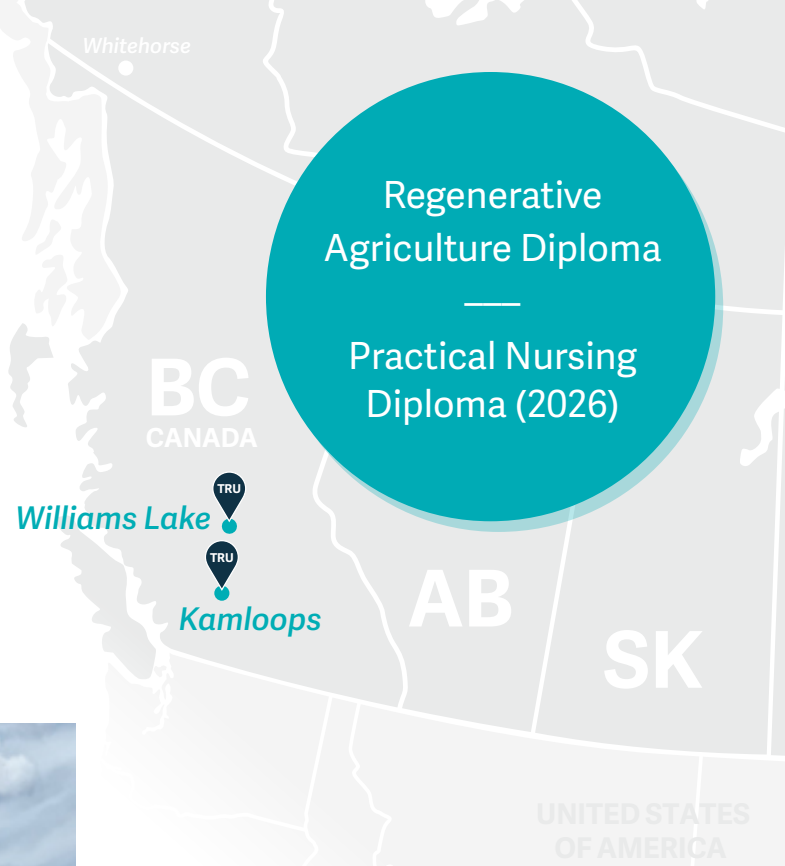 Whitehorse
Regenerative
Agriculture Diploma
Practical Nursing
Diploma (2026)
BC
CANADA
TRU
Williams Lake
TRU
Kamloops
AB
SK
UNITED STATES
OF AMERICA